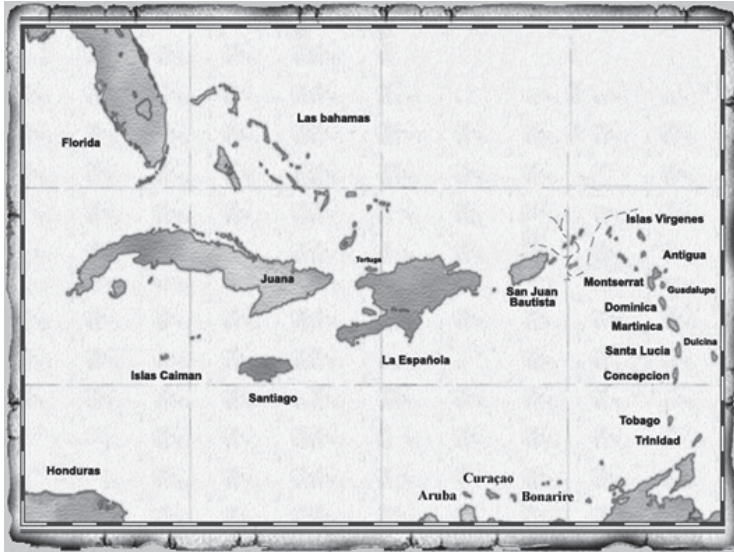 Las bahamas
Florida
Islas Virgenes
Tortuga
Antigua
Juana
Montserrat
Guadalupe
San Juan
Bautista
Dominica
Martinica
Dulcina
Santa Lucia
La Española
Islas Caiman
Concepcion
Santiago
Tobago
Trinidad
Honduras
Curaçao
Aruba
Bonarire